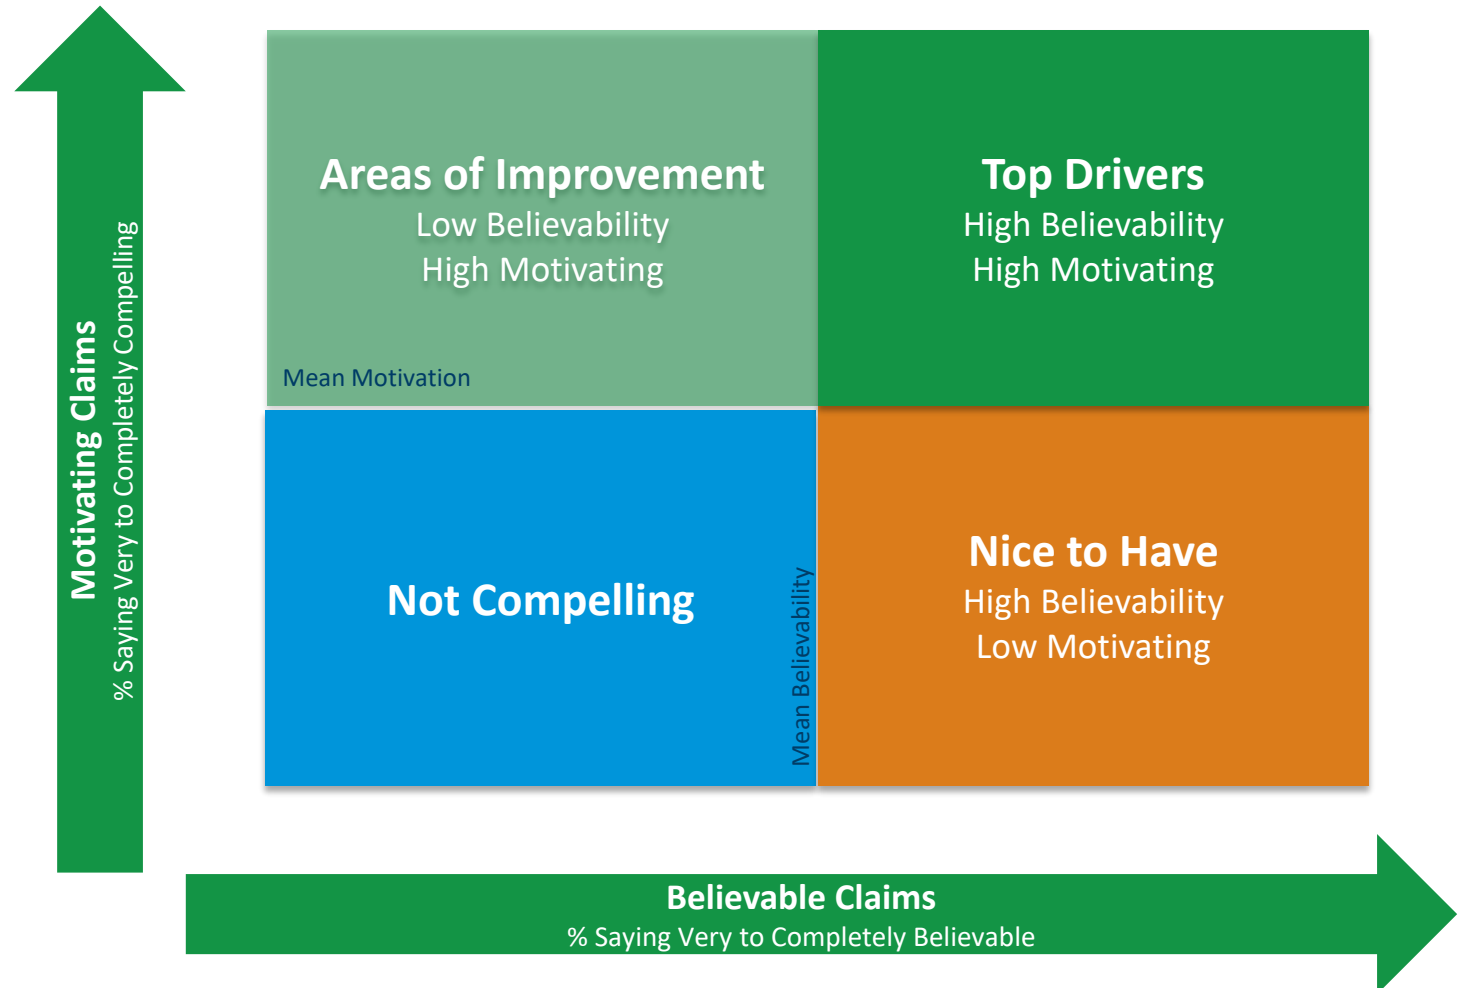 Motivating Claims
% Saying Very to Completely Compelling
Areas of Improvement
Low Believability
High Motivating
Mean Motivation
Top Drivers
High Believability
High Motivating
Not Compelling
Mean Believability
Nice to Have
High Believability
Low Motivating
Believable Claims
% Saying Very to Completely Believable